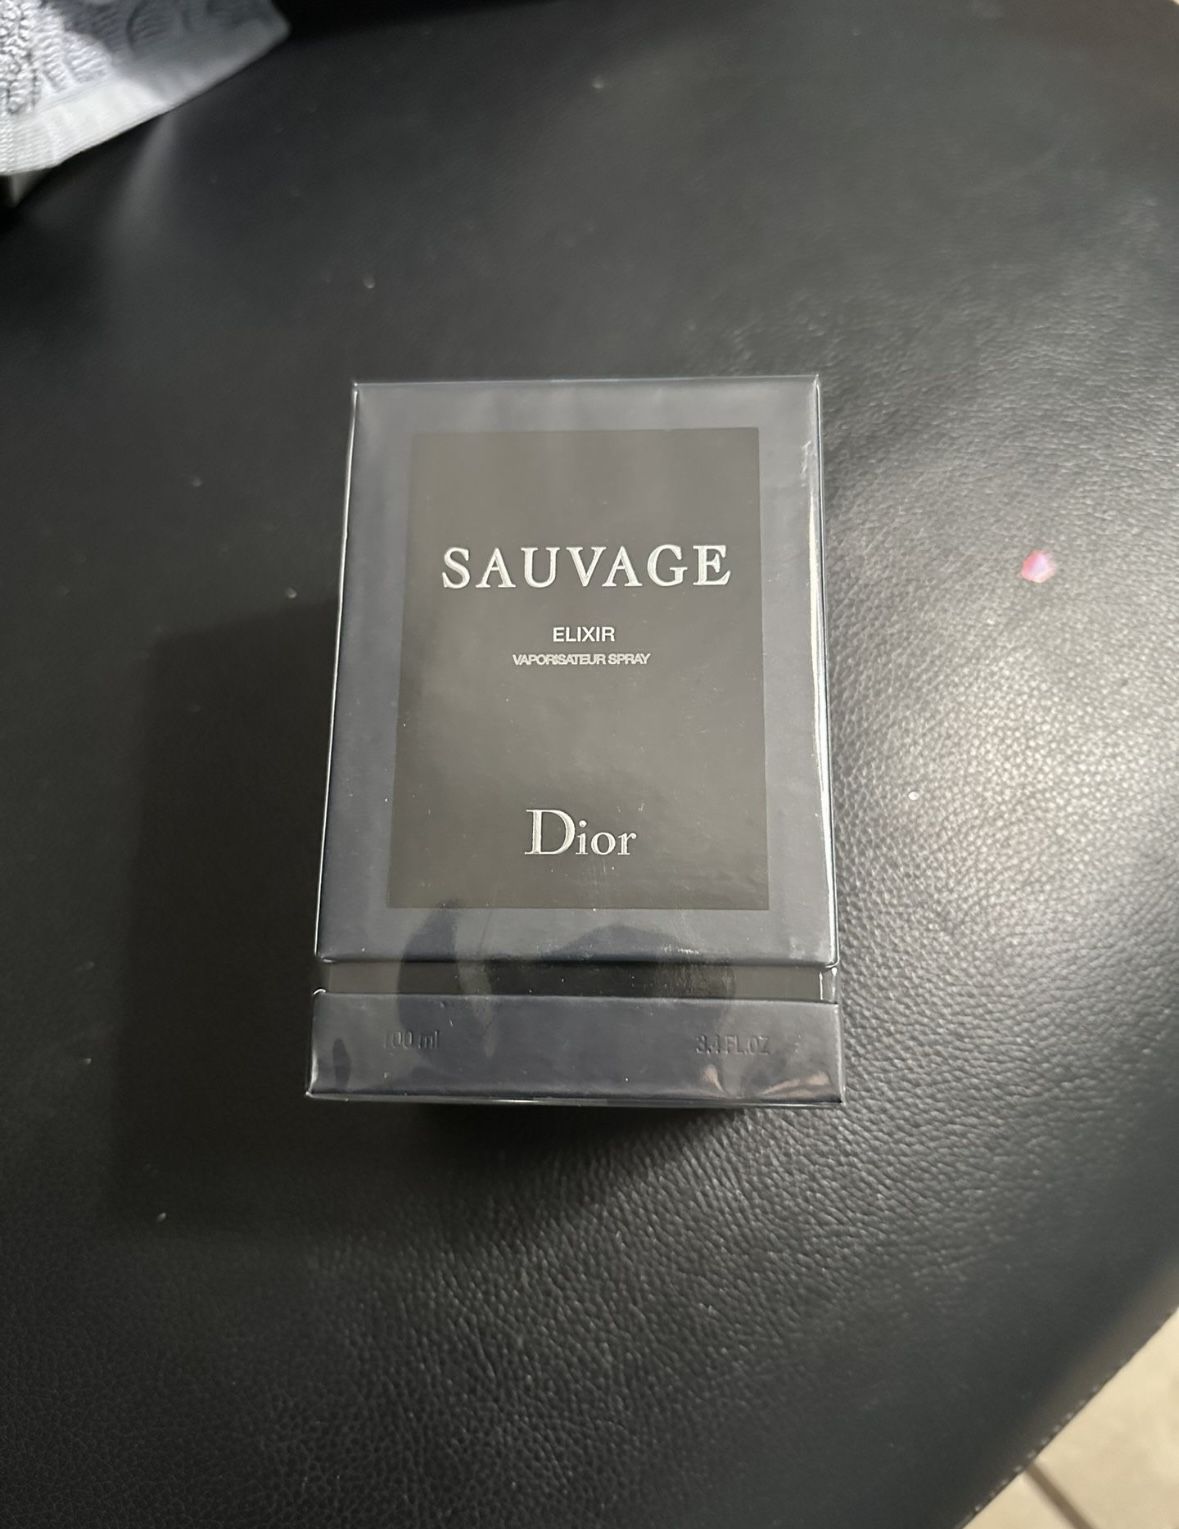 SAUVAGE
ELIXIR
VAPORISATEUR SPRAY
Dior
100 ml 3.4 FL.OZ